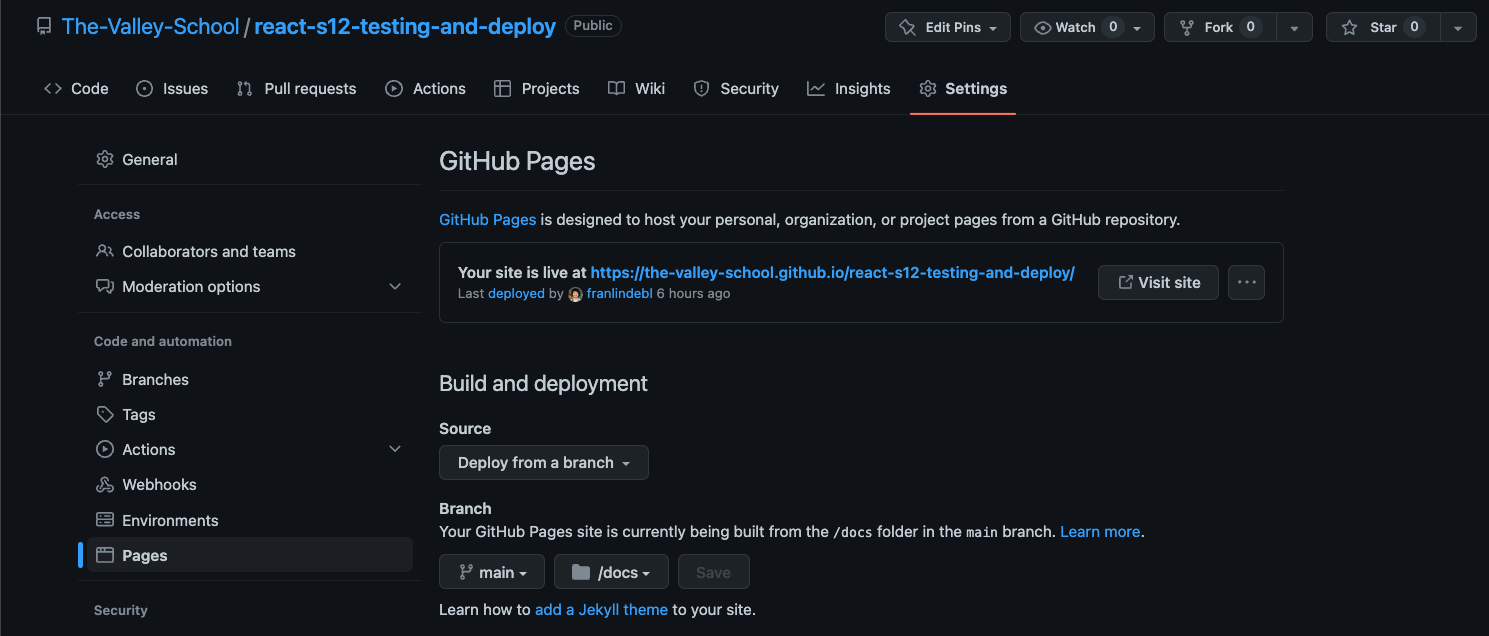 The-Valley-School / react-s12-testing-and-deploy Public
Edit Pins Watch 0 Fork 0 Star 0
Code Issues Pull requests Actions Projects Wiki Security Insights Settings
General
Access
Collaborators and teams
Moderation options
Code and automation
Branches
Tags
Actions
Webhooks
Environments
Pages
Security
GitHub Pages
GitHub Pages is designed to host your personal, organization, or project pages from a GitHub repository.
Your site is live at https://the-valley-school.github.io/react-s12-testing-and-deploy/
Last deployed by franlindebl 6 hours ago
Visit site
Build and deployment
Source
Deploy from a branch
Branch
Your GitHub Pages site is currently being built from the /docs folder in the main branch. Learn more.
main /docs Save
Learn how to add a Jekyll theme to your site.